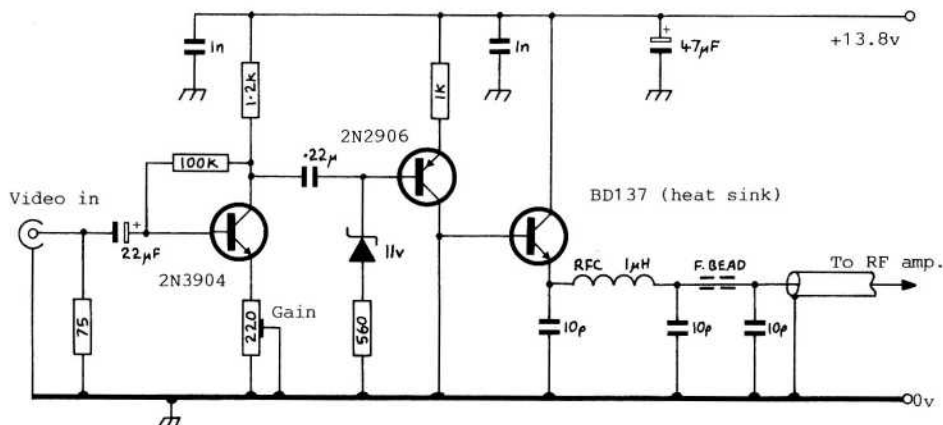 1n
1n
47µF
+
+13.8v
1·2K
1K
2N2906
100K
·22µ
Video in
+
22µF
2N3904
BD137 (heat sink)
11v
RFC
1µH
F. BEAD
To RF amp.
75
220
Gain
560
10p
10p
10p
0v